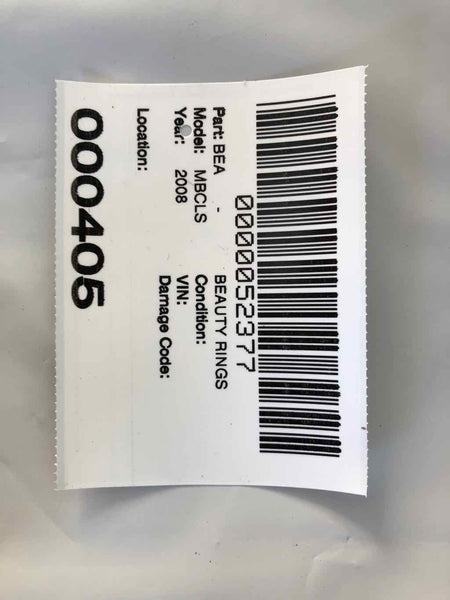 0000052377
Part: BEA - BEAUTY RINGS
Model: MBCLS Condition:
Year: 2008 VIN:
Damage Code:
Location:
000405